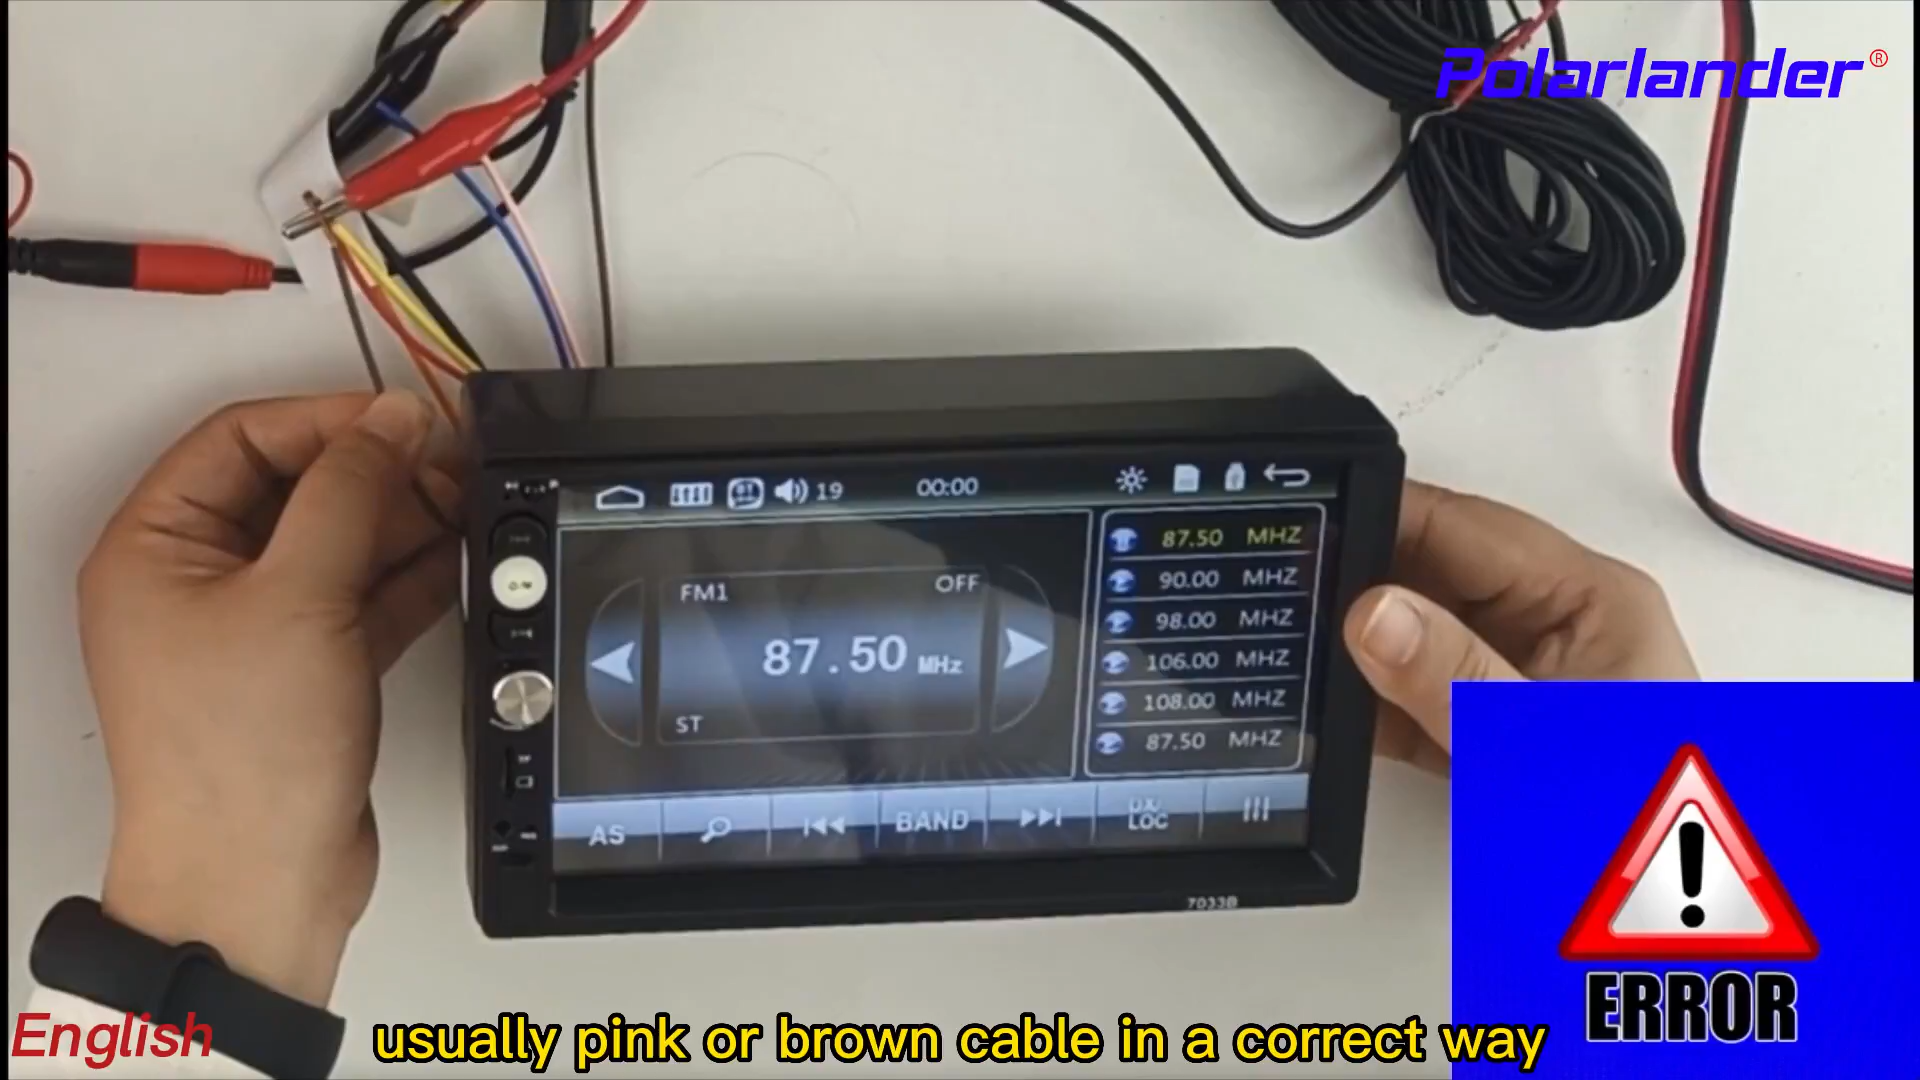 Polarlander®
19
00:00
FM1
OFF
87.50 MHz
ST
87.50 MHZ
90.00 MHZ
98.00 MHZ
106.00 MHZ
108.00 MHZ
87.50 MHZ
AS
BAND
DX/
LOC
7033B
ERROR
English
usually pink or brown cable in a correct way